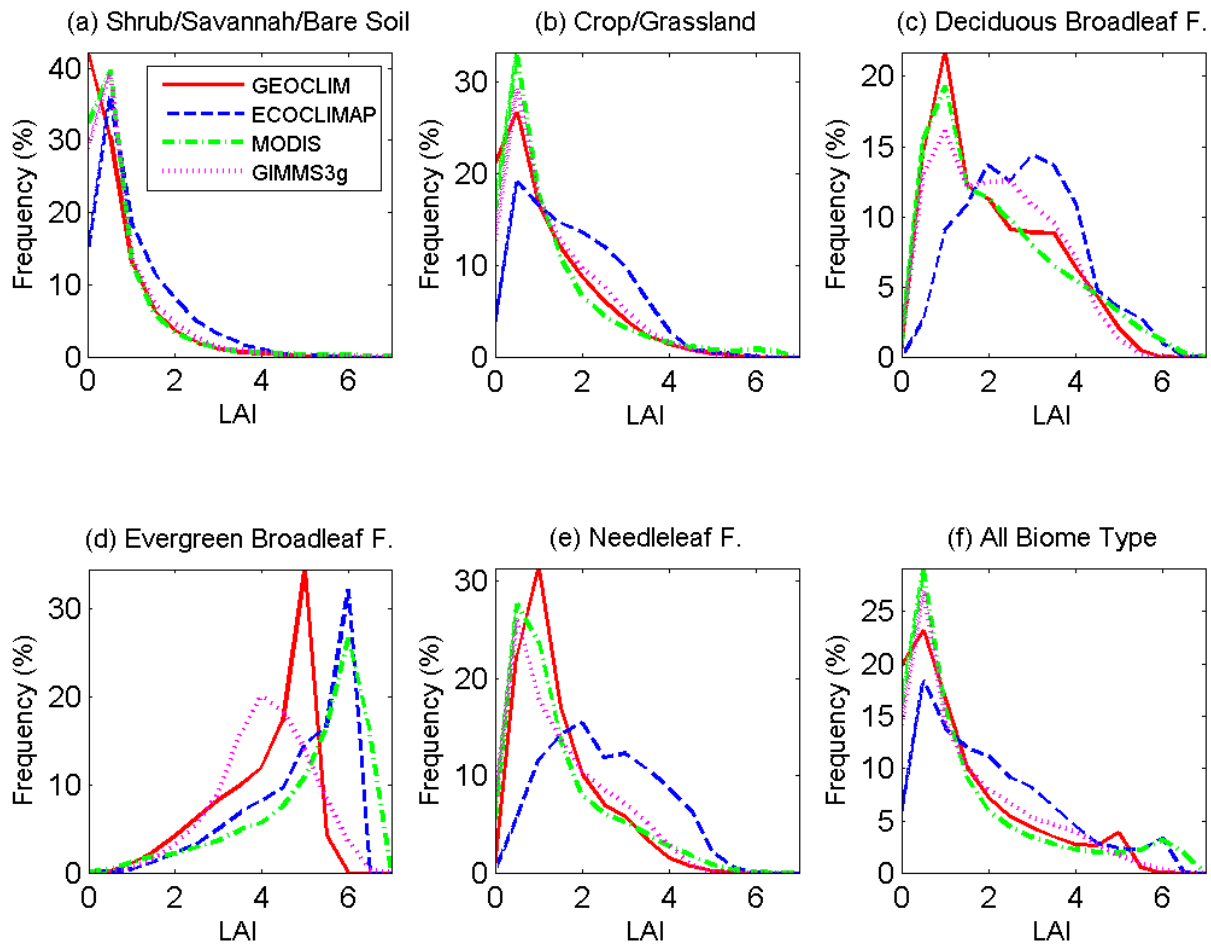 (a) Shrub/Savannah/Bare Soil
(b) Crop/Grassland
(c) Deciduous Broadleaf F.
GEOCLIM
ECOCLIMAP
MODIS
GIMMS3g
Frequency (%)
40
30
20
10
0
0 2 4 6
LAI
Frequency (%)
30
20
10
0
0 2 4 6
LAI
Frequency (%)
20
15
10
5
0
0 2 4 6
LAI
(d) Evergreen Broadleaf F.
(e) Needleleaf F.
(f) All Biome Type
Frequency (%)
30
20
10
0
0 2 4 6
LAI
Frequency (%)
30
20
10
0
0 2 4 6
LAI
Frequency (%)
25
20
15
10
5
0
0 2 4 6
LAI